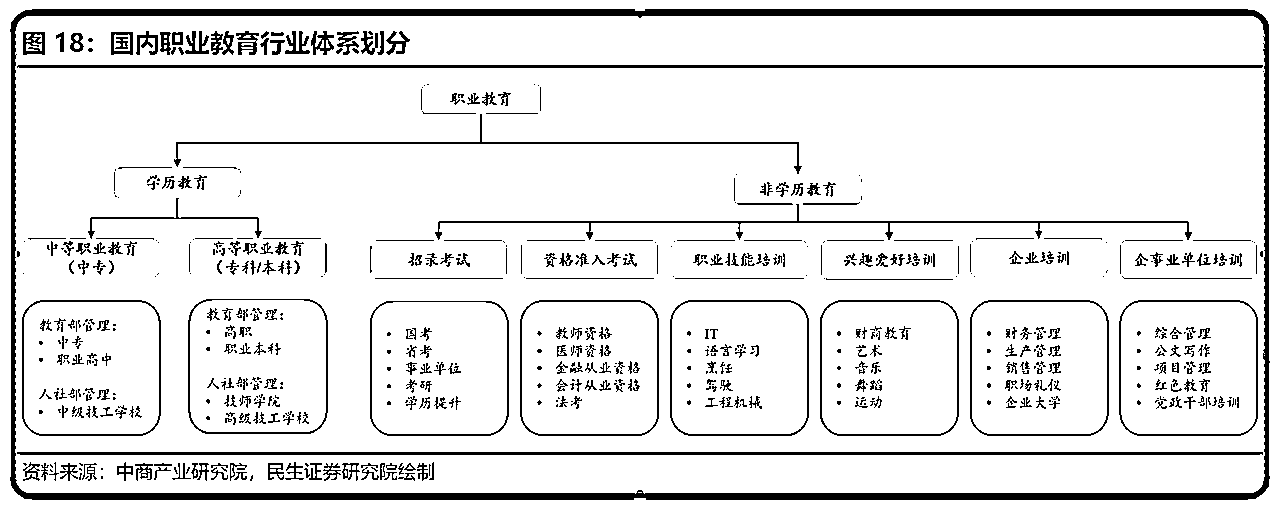 图 18：国内职业教育行业体系划分
职业教育
学历教育
非学历教育
中等职业教育
（中专）
高等职业教育
（专科/本科）
招录考试
资格准入考试
职业技能培训
兴趣爱好培训
企业培训
企事业单位培训
教育部管理：
• 中专
• 职业高中
人社部管理：
• 中级技工学校
教育部管理：
• 高职
• 职业本科
人社部管理：
• 技师学院
• 高级技工学校
• 国考
• 省考
• 事业单位
• 考研
• 学历提升
• 教师资格
• 医师资格
• 金融从业资格
• 会计从业资格
• 法考
• IT
• 语言学习
• 烹饪
• 驾驶
• 工程机械
• 财商教育
• 艺术
• 音乐
• 舞蹈
• 运动
• 财务管理
• 生产管理
• 销售管理
• 职场礼仪
• 企业大学
• 综合管理
• 公文写作
• 项目管理
• 红色教育
• 党政干部培训
资料来源：中商产业研究院，民生证券研究院绘制